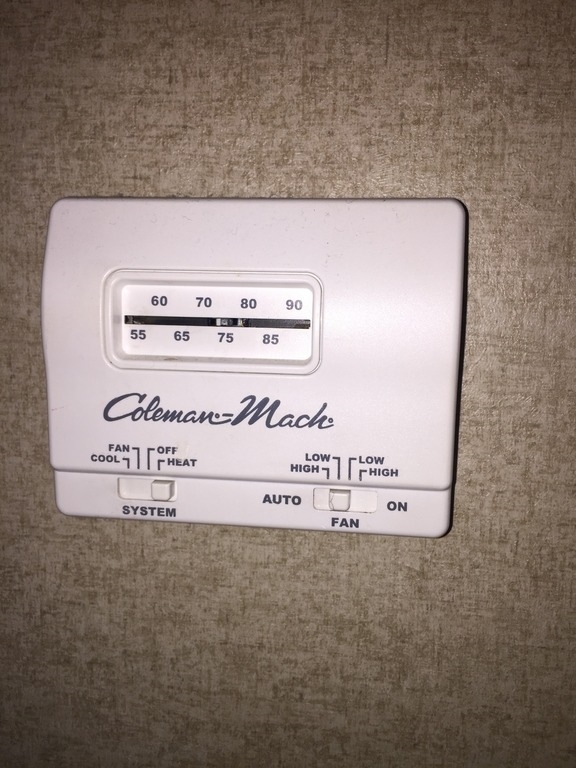 60 70 80 90
55 65 75 85
Coleman-Mach
FAN OFF
COOL HEAT
SYSTEM
LOW LOW
HIGH HIGH
AUTO ON
FAN